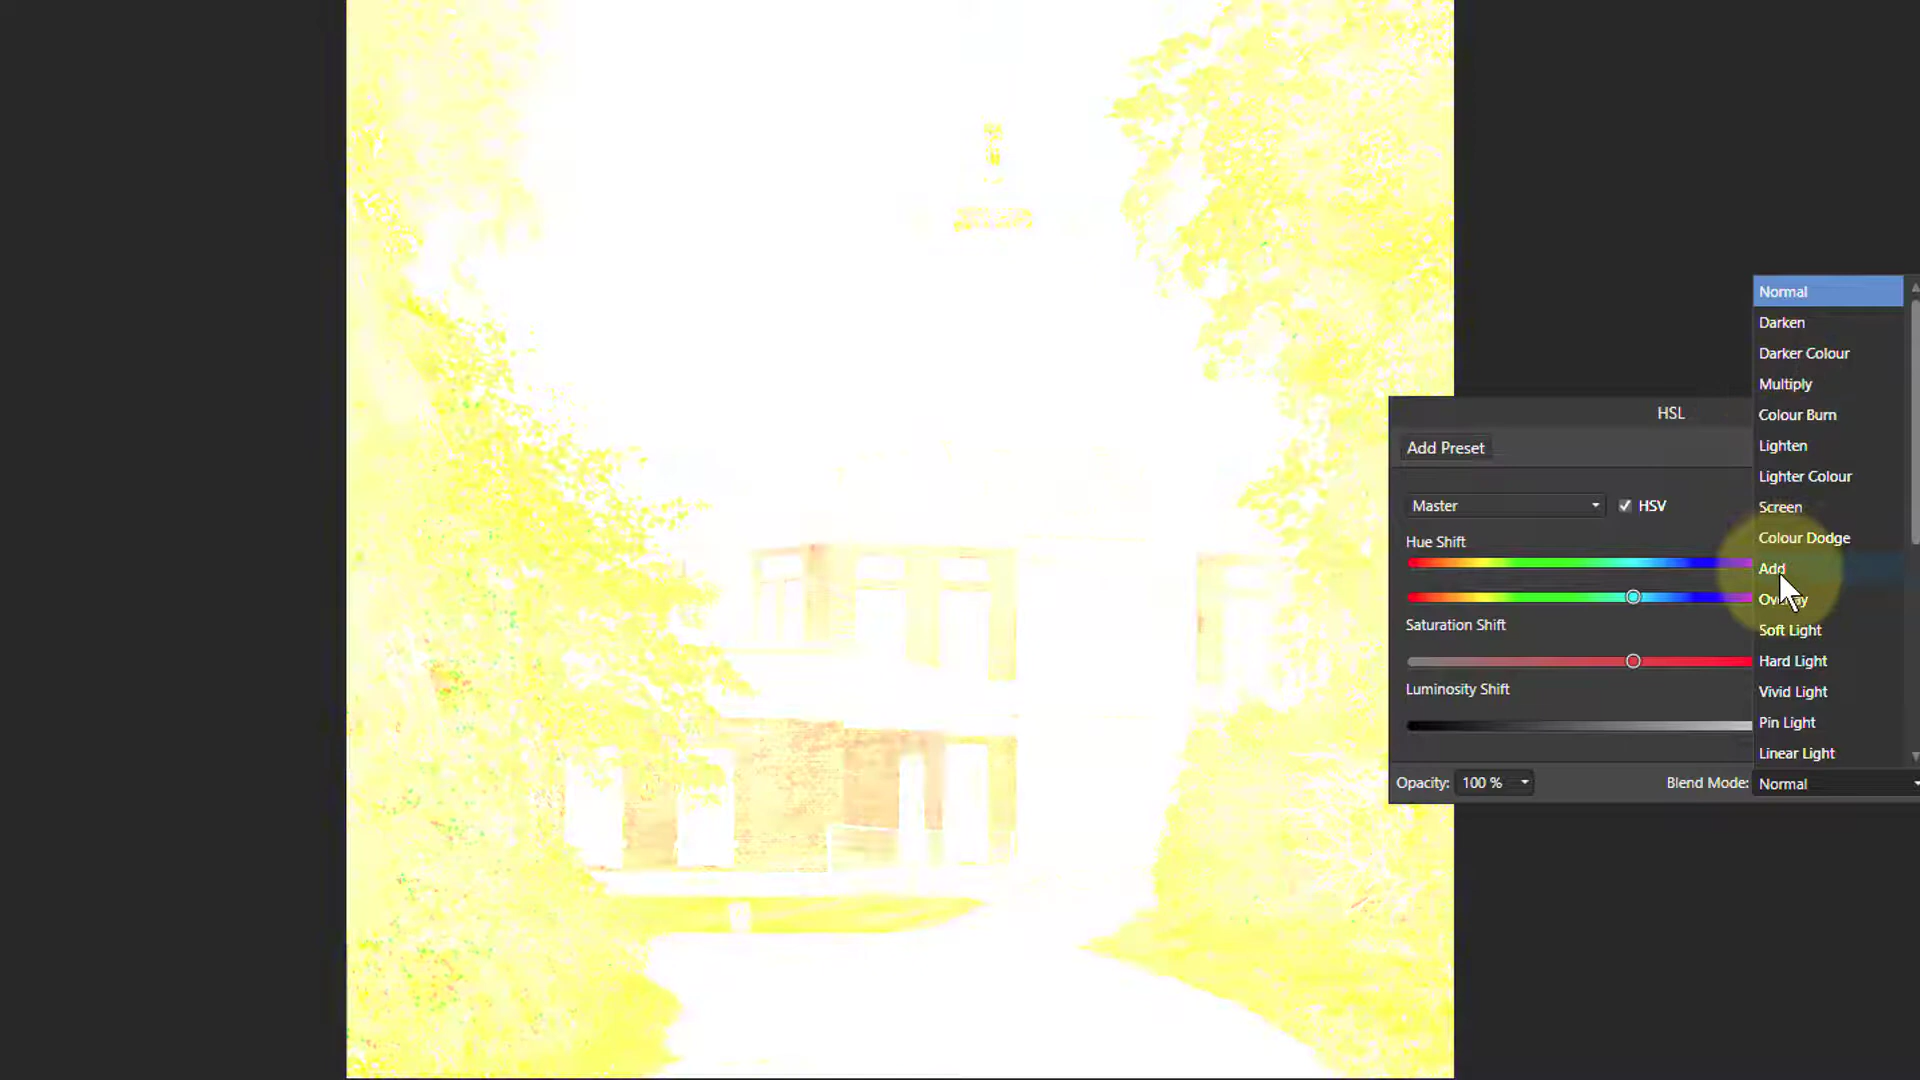 Normal
Darken
Darker Colour
Multiply
Colour Burn
Lighten
Lighter Colour
Screen
Colour Dodge
Add
Overlay
Soft Light
Hard Light
Vivid Light
Pin Light
Linear Light
HSL
Add Preset
Master HSV
Hue Shift
Saturation Shift
Luminosity Shift
Opacity: 100 % Blend Mode: Normal